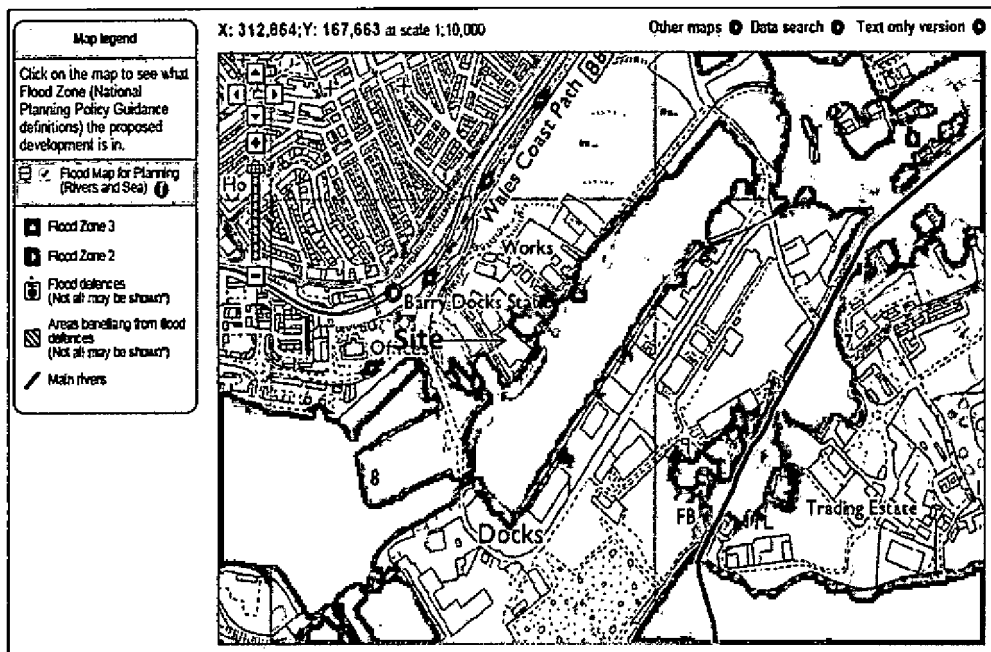 Map legend
X: 312,864; Y: 167,663 at scale 1:10,000
Other maps Data search Text only version
Click on the map to see what
Flood Zone (National
Planning Policy Guidance
definitions) the proposed
development is in.
Flood Map for Planning
(Rivers and Sea)
Flood Zone 3
Flood Zone 2
Flood defences
(Not all may be shown*)
Areas benefiting from flood
defences
(Not all may be shown*)
Main rivers
Wales Coast Path
Ho
Works
Barry Docks
Site
8
Docks
FB
Trading Estate